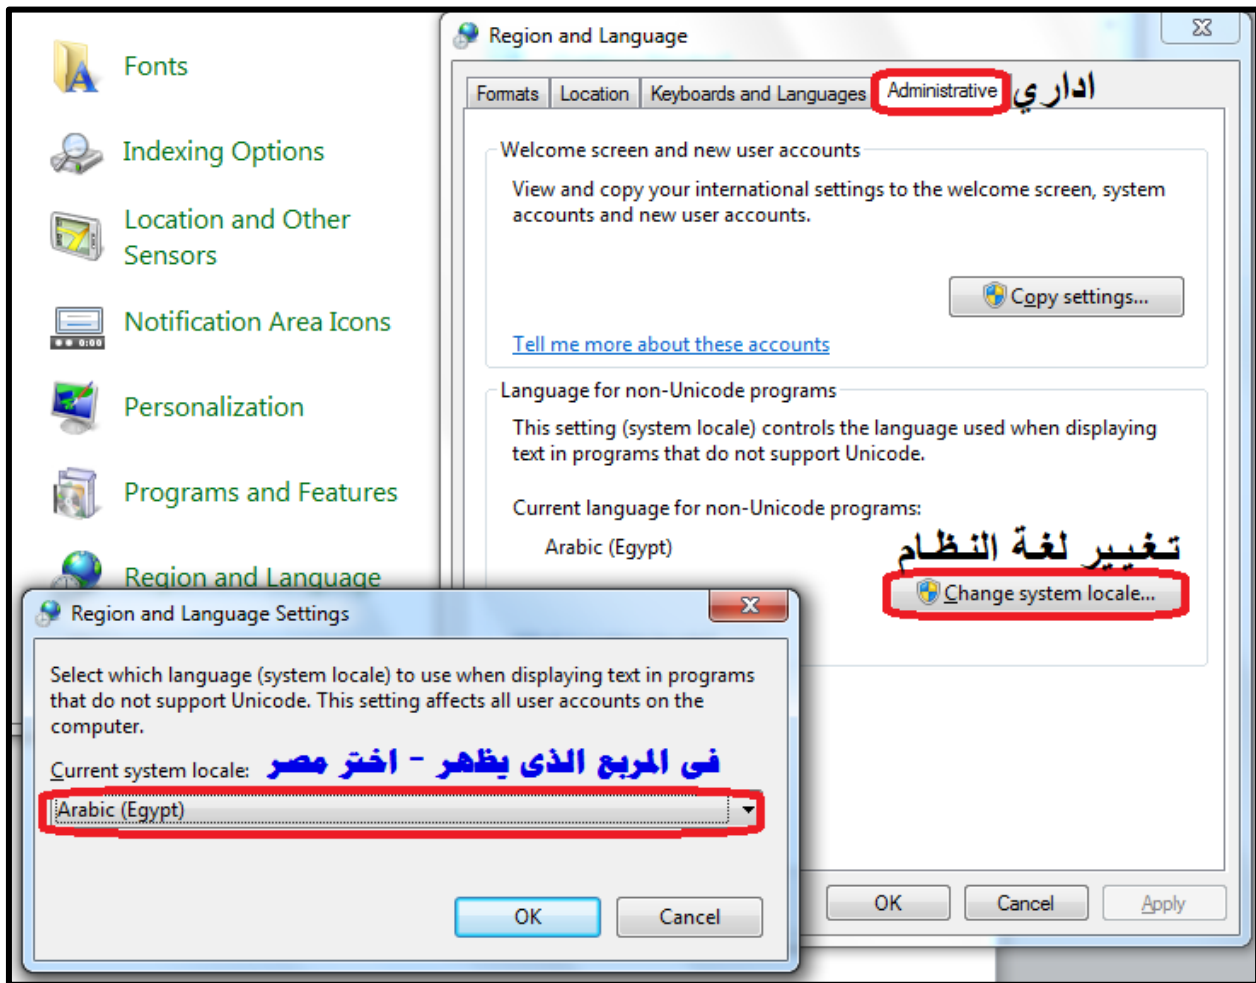 Fonts
Indexing Options
Location and Other
Sensors
Notification Area Icons
Personalization
Programs and Features
Region and Language
Region and Language
Formats
Location
Keyboards and Languages
Administrative
اداري
Welcome screen and new user accounts
View and copy your international settings to the welcome screen, system
accounts and new user accounts.
Copy settings...
Tell me more about these accounts
Language for non-Unicode programs
This setting (system locale) controls the language used when displaying
text in programs that do not support Unicode.
Current language for non-Unicode programs:
Arabic (Egypt)
تغيير لغة النظام
Change system locale...
OK
Cancel
Apply
Region and Language Settings
Select which language (system locale) to use when displaying text in programs
that do not support Unicode. This setting affects all user accounts on the
computer.
Current system locale:
فى المربع الذى يظهر - اختر مصر
Arabic (Egypt)
OK
Cancel